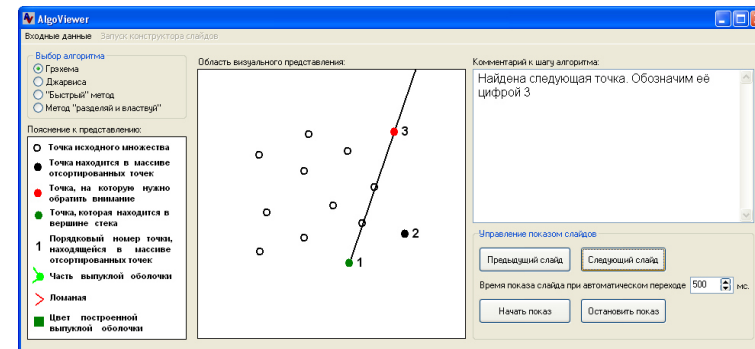 AlgoViewer
Входные данные Запуск конструктора слайдов
Выбор алгоритма
Грэхема
Джарвиса
"Быстрый" метод
Метод "разделяй и властвуй"
Пояснение к представлению:
Точка исходного множества
Точка находится в массиве
отсортированных точек
Точка, на которую нужно
обратить внимание
Точка, которая находится в
вершине стека
1 Порядковый номер точки,
находящейся в массиве
отсортированных точек
Часть выпуклой оболочки
Ломаная
Цвет построенной
выпуклой оболочки
Область визуального представления:
3
2
1
Комментарий к шагу алгоритма:
Найдена следующая точка. Обозначим её
цифрой 3
Управление показом слайдов
Предыдущий слайд Следующий слайд
Время показа слайда при автоматическом переходе 500 мс.
Начать показ Остановить показ